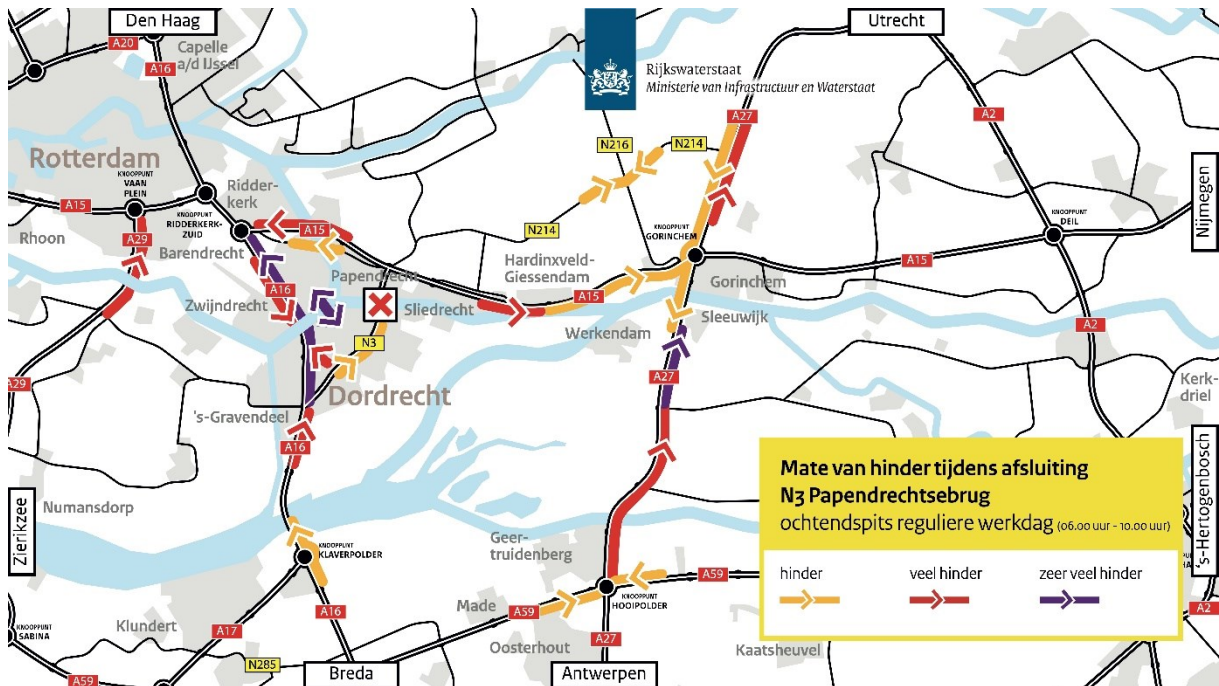 Den Haag
Utrecht
A20
Capelle
a/d IJssel
A16
Rijkswaterstaat
Ministerie van Infrastructuur en Waterstaat
A27
A2
N216
N214
Rotterdam
KNOOPPUNT
VAAN
PLEIN
Ridder-
kerk
A15
KNOOPPUNT
RIDDERKERK-
ZUID
Nijmegen
N214
KNOOPPUNT
GORINCHEM
KNOOPPUNT
DEIL
Rhoon
A29
Barendrecht
A15
Hardinxveld-
Giessendam
A15
Papendrecht
A16
Zwijndrecht
Sliedrecht
A15
Gorinchem
Werkendam
Sleeuwijk
A2
N3
A29
A27
Dordrecht
Kerk-
driel
's-Gravendeel
A16
Mate van hinder tijdens afsluiting
N3 Papendrechtsebrug
ochtendspits reguliere werkdag (06.00 uur - 10.00 uur)
hinder
veel hinder
zeer veel hinder
Zierikzee
Numansdorp
's-Hertogenbosch
Geer-
truidenberg
KNOOPPUNT
KLAVERPOLDER
A59
KNOOPPUNT
HOOIPOLDER
Made
A59
A16
A2
Klundert
A17
KNOOPPUNT
SABINA
Oosterhout
A27
Kaatsheuvel
N285
A59
Breda
Antwerpen